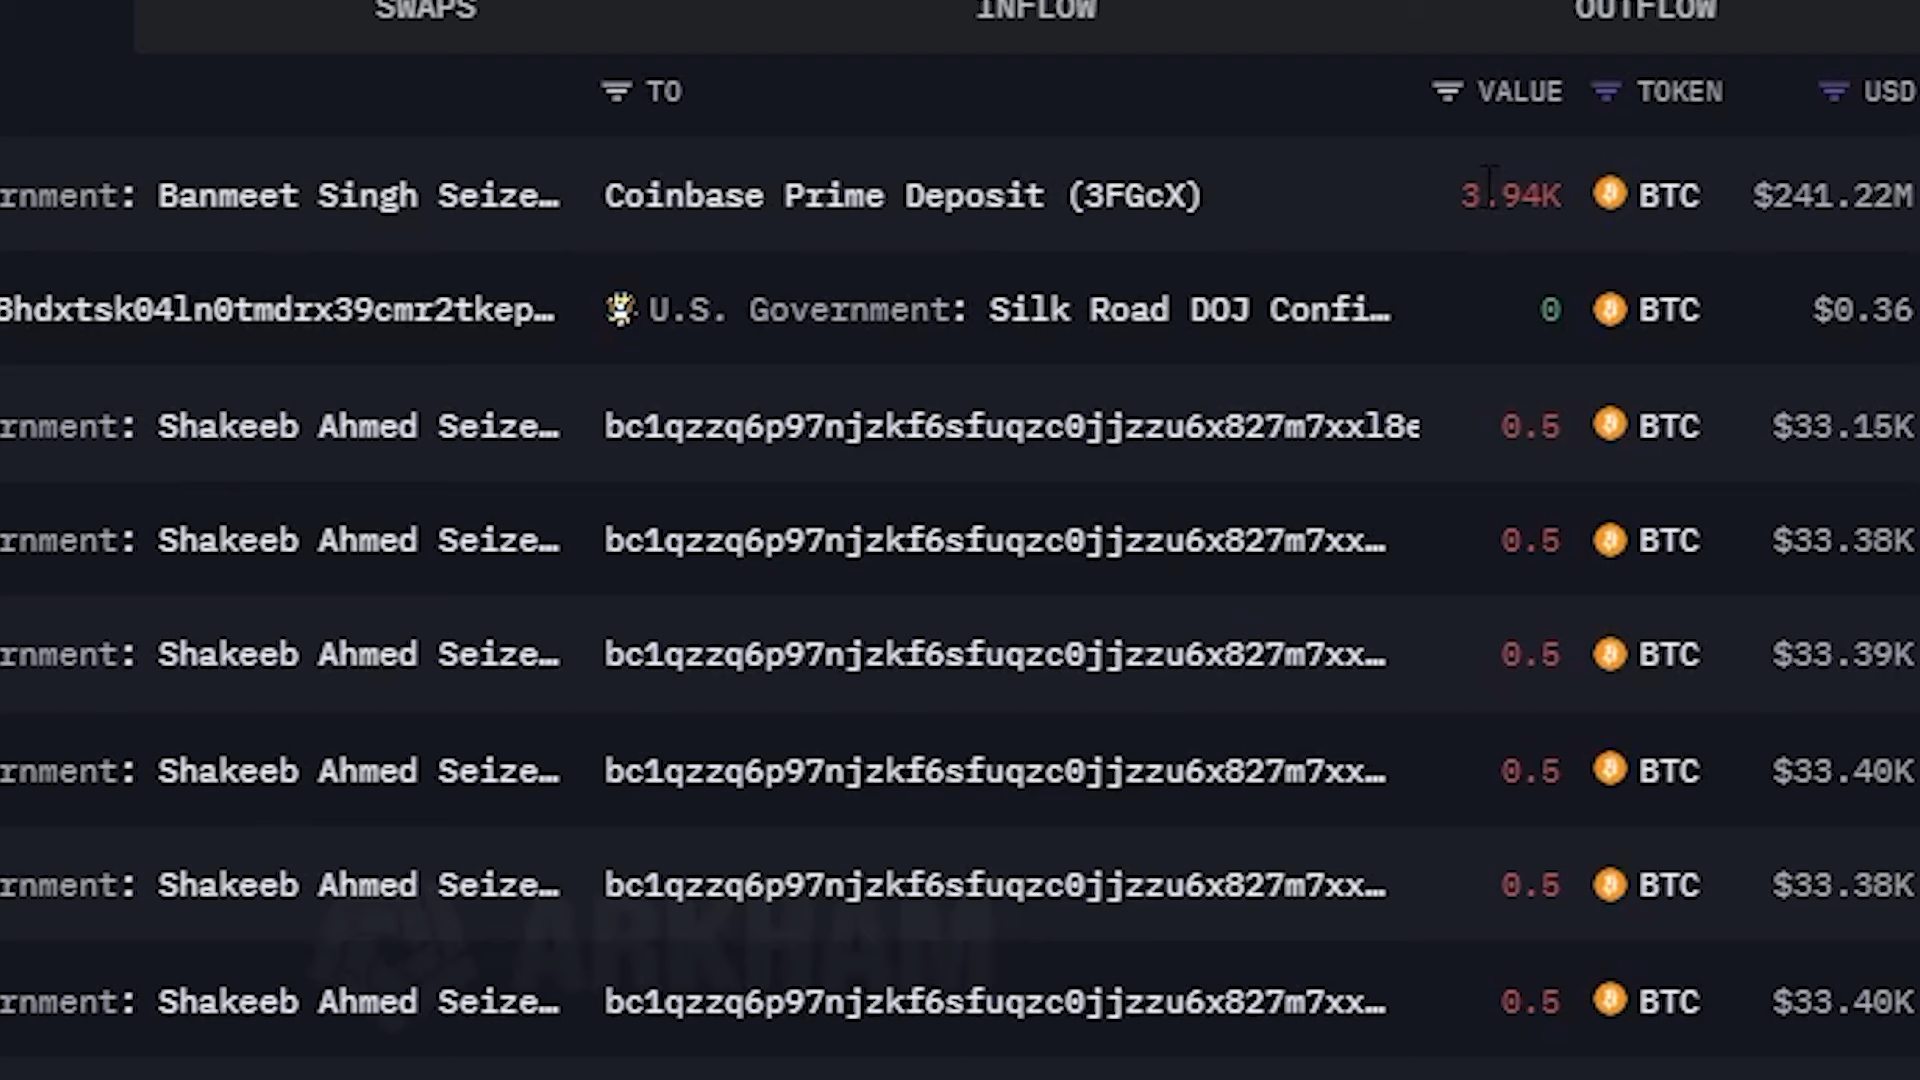 SWAPS INFLOW OUTFLOW
TO VALUE TOKEN USD
rnment: Banmeet Singh Seize… Coinbase Prime Deposit (3FGcX) 3.94K BTC $241.22M
8hdxtsk04ln0tmdrx39cmr2tkep… U.S. Government: Silk Road DOJ Confi… 0 BTC $0.36
rnment: Shakeeb Ahmed Seize… bc1qzzq6p97njzkf6sfuqzc0jjzzu6x827m7xxl8e 0.5 BTC $33.15K
rnment: Shakeeb Ahmed Seize… bc1qzzq6p97njzkf6sfuqzc0jjzzu6x827m7xx… 0.5 BTC $33.38K
rnment: Shakeeb Ahmed Seize… bc1qzzq6p97njzkf6sfuqzc0jjzzu6x827m7xx… 0.5 BTC $33.39K
rnment: Shakeeb Ahmed Seize… bc1qzzq6p97njzkf6sfuqzc0jjzzu6x827m7xx… 0.5 BTC $33.40K
rnment: Shakeeb Ahmed Seize… bc1qzzq6p97njzkf6sfuqzc0jjzzu6x827m7xx… 0.5 BTC $33.38K
ARKHAM
rnment: Shakeeb Ahmed Seize… bc1qzzq6p97njzkf6sfuqzc0jjzzu6x827m7xx… 0.5 BTC $33.40K